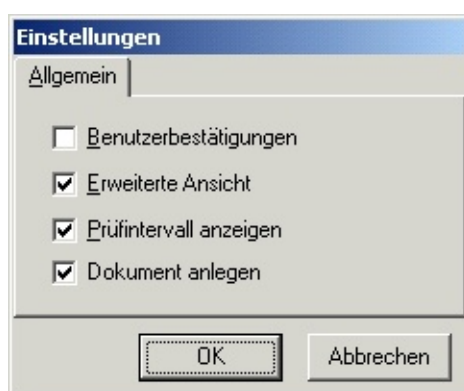 Einstellungen
Allgemein
Benutzerbestätigungen
Erweiterte Ansicht
Prüfintervall anzeigen
Dokument anlegen
OK
Abbrechen